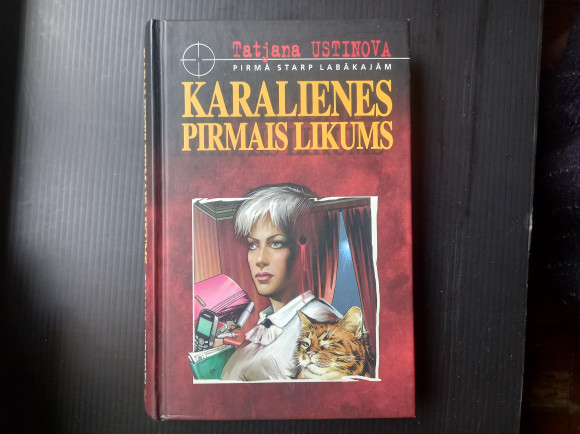 Tatjana USTINOVA
PIRMĀ STARP LABĀKAJĀM
KARALIENES
PIRMAIS LIKUMS